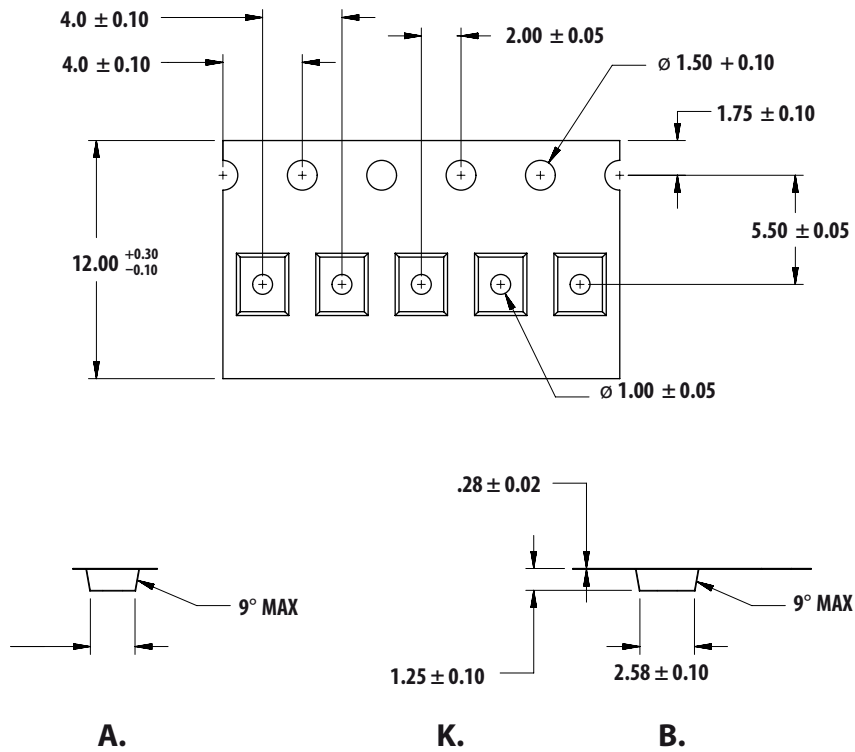 4.0 ± 0.10
2.00 ± 0.05
4.0 ± 0.10
ø 1.50 + 0.10
1.75 ± 0.10
5.50 ± 0.05
12.00 +0.30 −0.10
ø 1.00 ± 0.05
.28 ± 0.02
9° MAX
9° MAX
1.25 ± 0.10
2.58 ± 0.10
A.
K.
B.